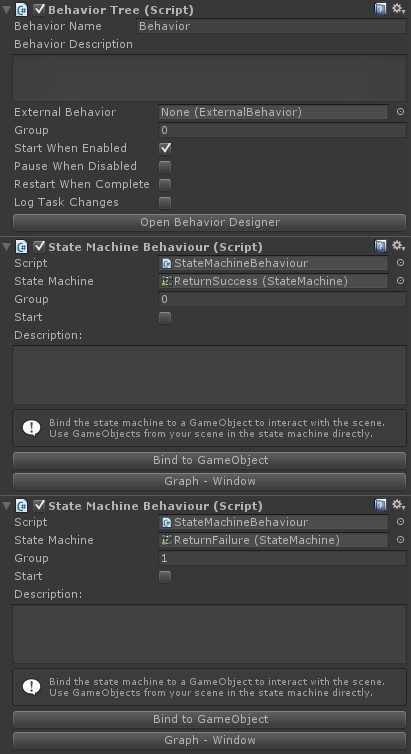 Behavior Tree (Script)
Behavior Name Behavior
Behavior Description
External Behavior None (ExternalBehavior)
Group 0
Start When Enabled
Pause When Disabled
Restart When Complete
Log Task Changes
Open Behavior Designer
State Machine Behaviour (Script)
Script StateMachineBehaviour
State Machine ReturnSuccess (StateMachine)
Group 0
Start
Description:
Bind the state machine to a GameObject to interact with the scene.
Use GameObjects from your scene in the state machine directly.
Bind to GameObject
Graph - Window
State Machine Behaviour (Script)
Script StateMachineBehaviour
State Machine ReturnFailure (StateMachine)
Group 1
Start
Description:
Bind the state machine to a GameObject to interact with the scene.
Use GameObjects from your scene in the state machine directly.
Bind to GameObject
Graph - Window